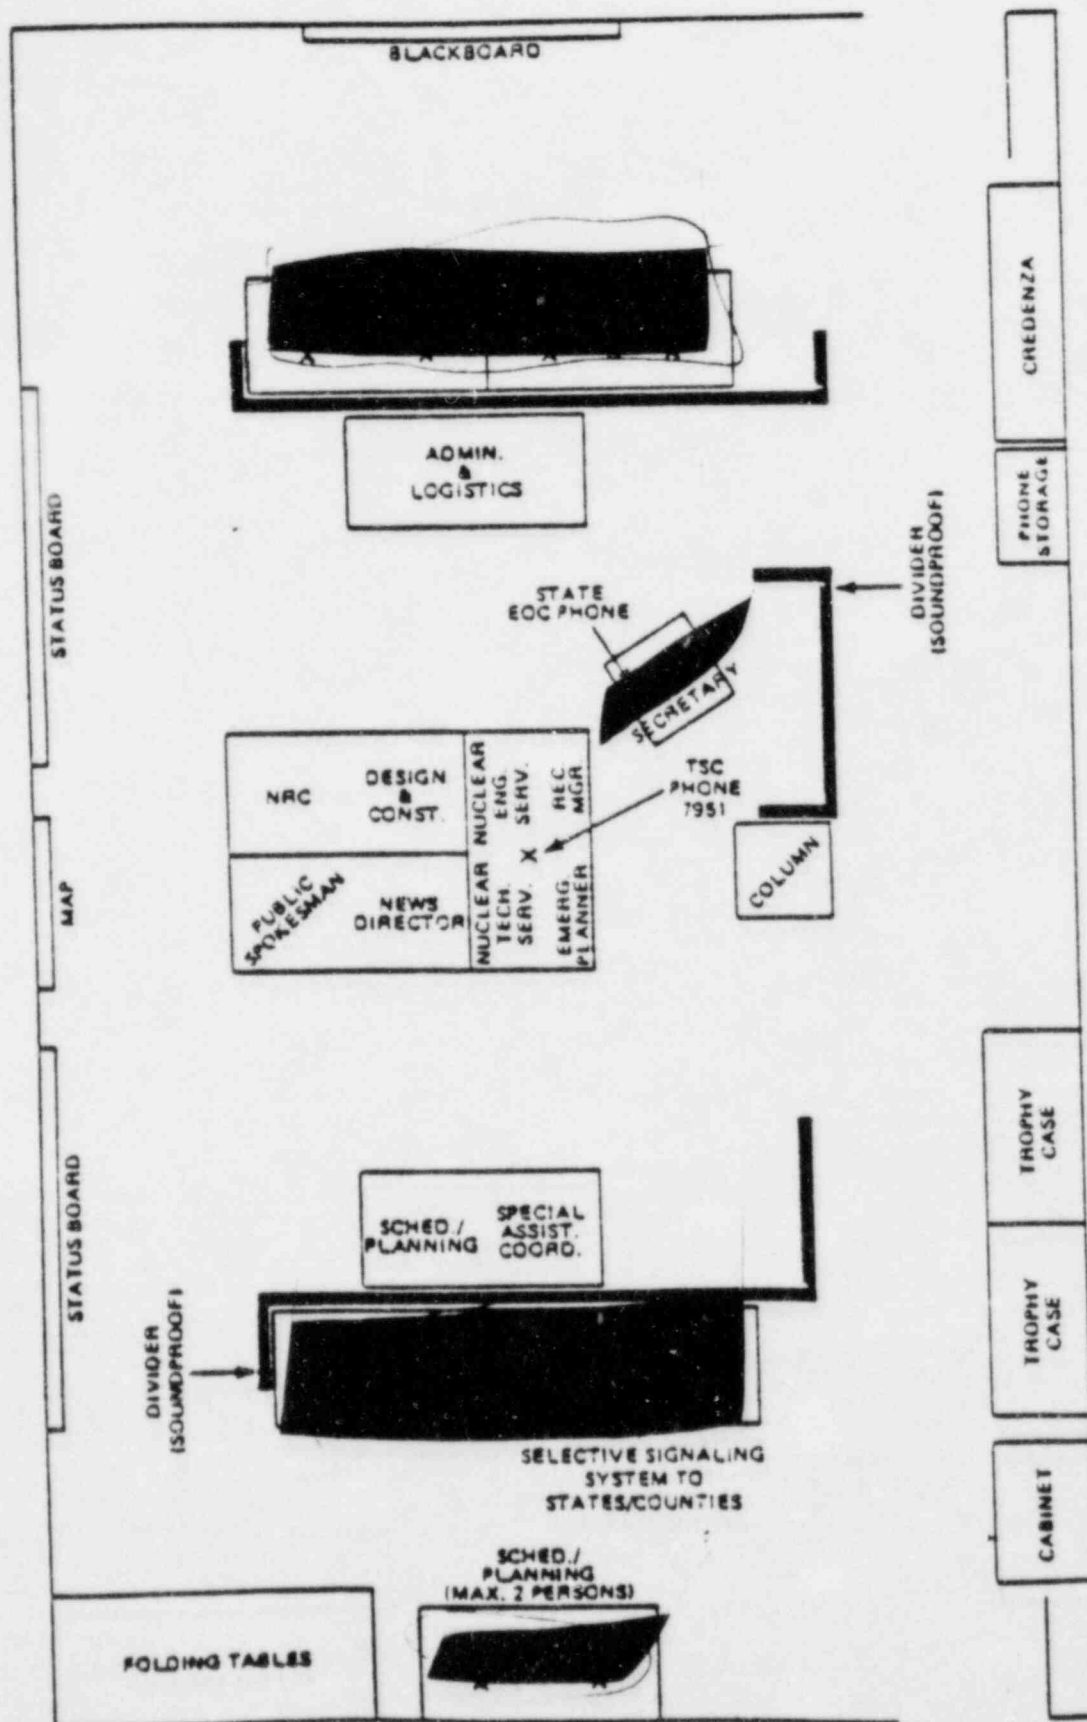 BLACKBOARD
CREDENZA
STATUS BOARD
ADMIN.
&
LOGISTICS
PHONE
STORAGE
DIVIDER
(SOUNDPROOF)
STATE
EOC PHONE
SECRETARY
NRC
DESIGN
&
CONST.
NUCLEAR
ENG.
SERV.
REC.
MGR.
TSC
PHONE
7951
X
MAP
PUBLIC
SPOKESMAN
NEWS
DIRECTOR
NUCLEAR
TECH.
SERV.
EMERG.
PLANNER
COLUMN
STATUS BOARD
SCHED./
PLANNING
SPECIAL
ASSIST.
COORD.
TROPHY
CASE
TROPHY
CASE
DIVIDER
(SOUNDPROOF)
SELECTIVE SIGNALING
SYSTEM TO
STATES/COUNTIES
CABINET
SCHED./
PLANNING
(MAX. 2 PERSONS)
FOLDING TABLES